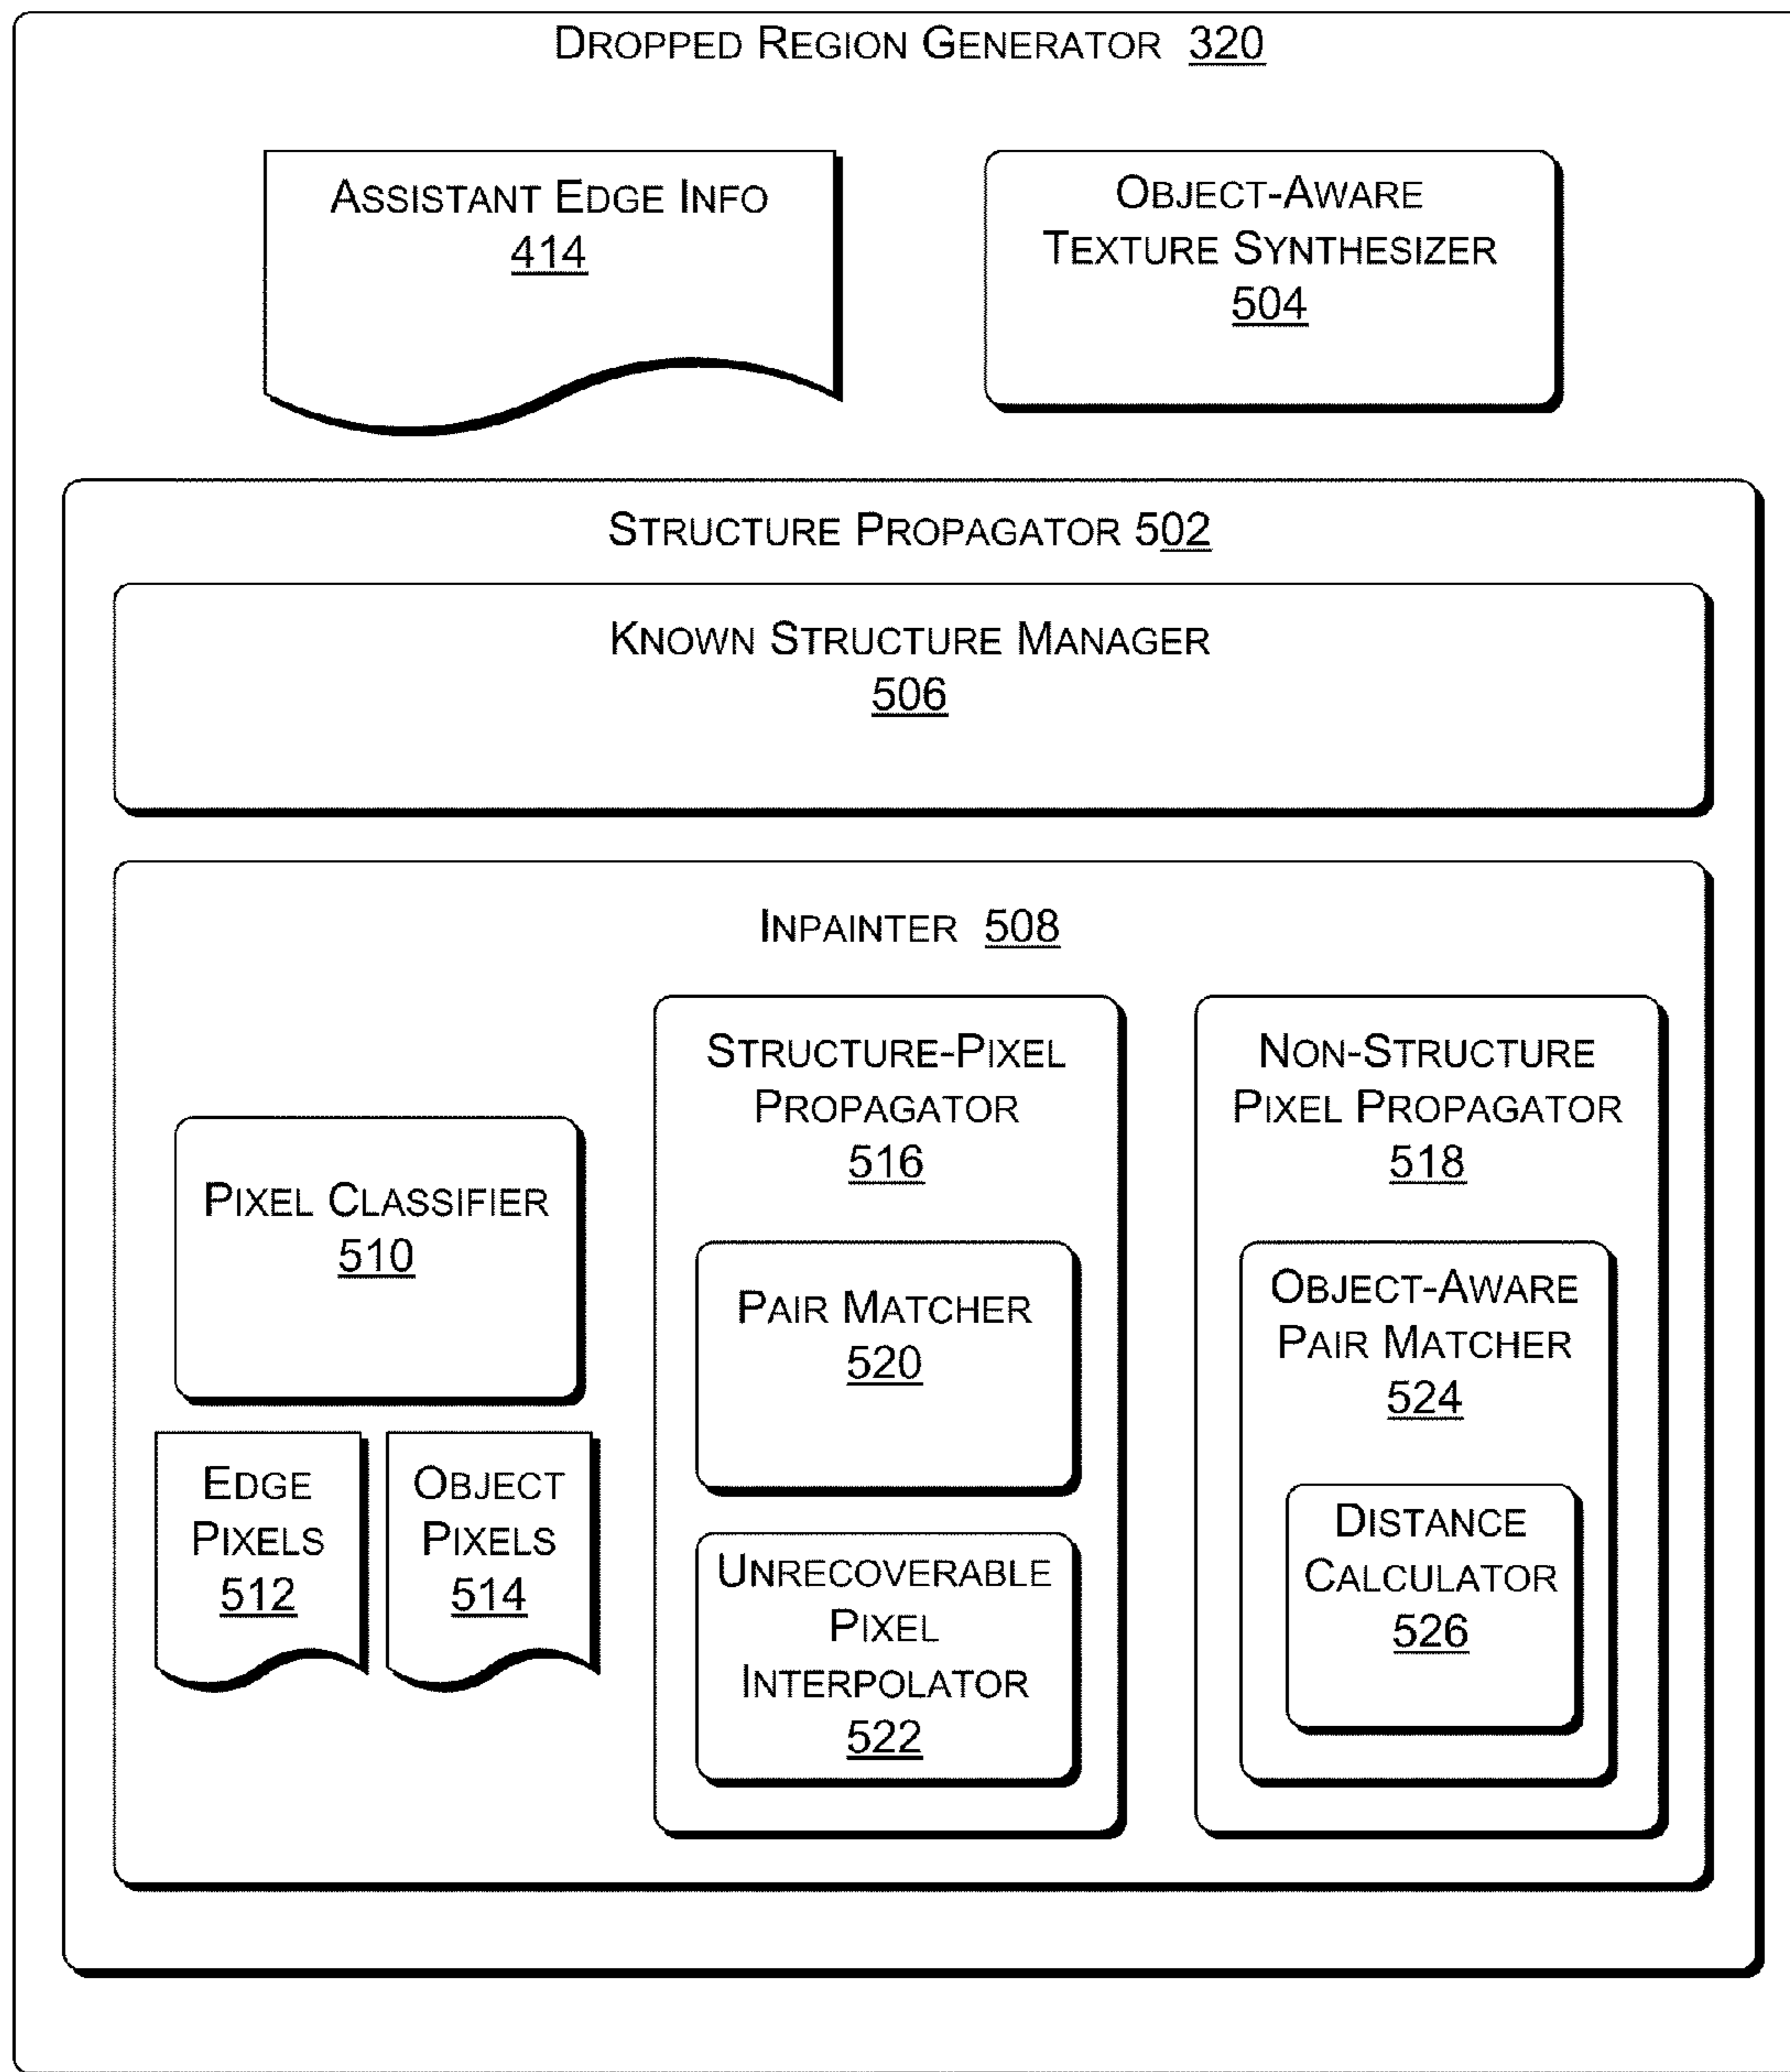 DROPPED REGION GENERATOR 320
ASSISTANT EDGE INFO
414
OBJECT-AWARE
TEXTURE SYNTHESIZER
504
STRUCTURE PROPAGATOR 502
KNOWN STRUCTURE MANAGER
506
INPAINTER 508
PIXEL CLASSIFIER
510
EDGE
PIXELS
512
OBJECT
PIXELS
514
STRUCTURE-PIXEL
PROPAGATOR
516
PAIR MATCHER
520
UNRECOVERABLE
PIXEL
INTERPOLATOR
522
NON-STRUCTURE
PIXEL PROPAGATOR
518
OBJECT-AWARE
PAIR MATCHER
524
DISTANCE
CALCULATOR
526